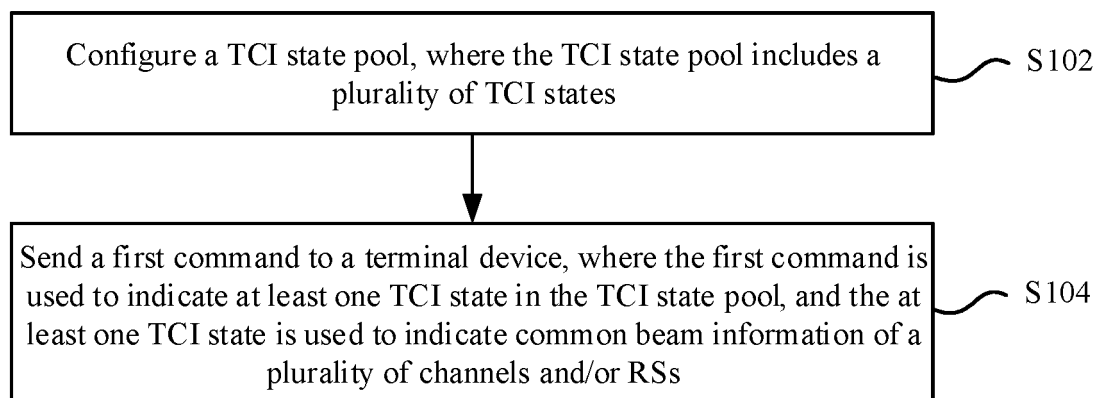 Configure a TCI state pool, where the TCI state pool includes a
plurality of TCI states
S102
Send a first command to a terminal device, where the first command is
used to indicate at least one TCI state in the TCI state pool, and the at
least one TCI state is used to indicate common beam information of a
plurality of channels and/or RSs
S104